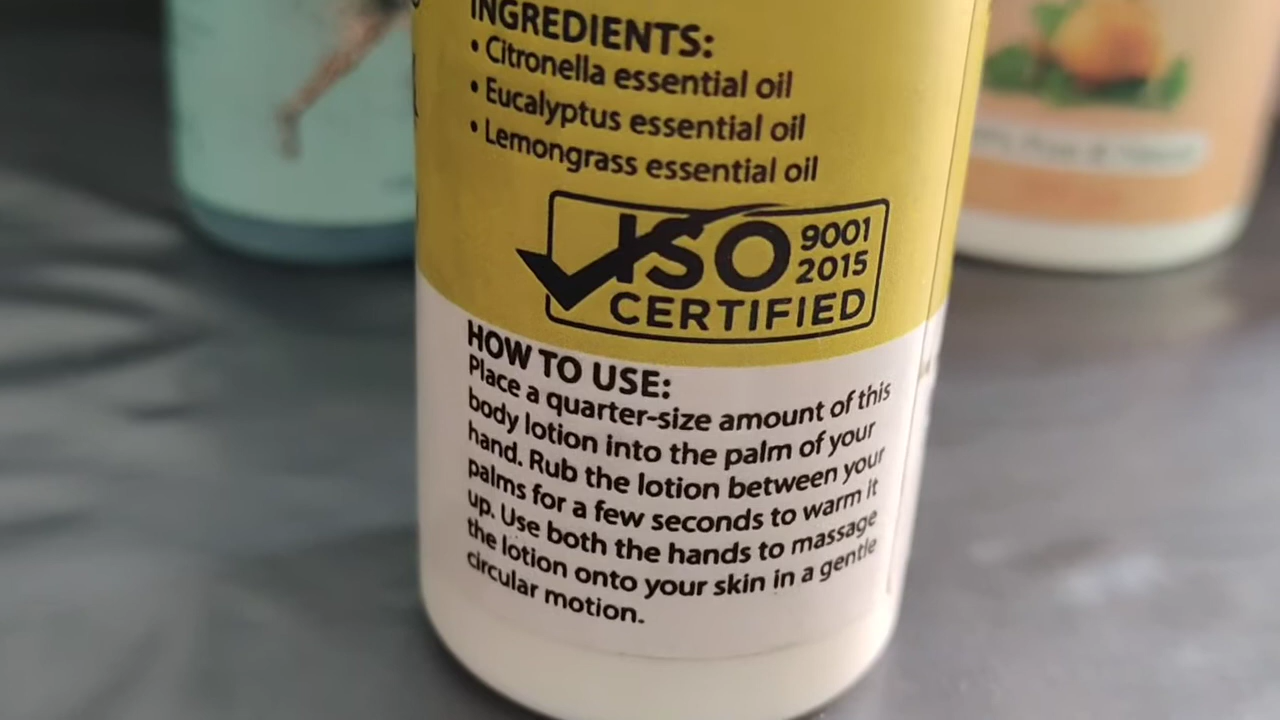 INGREDIENTS:
• Citronella essential oil
• Eucalyptus essential oil
• Lemongrass essential oil
ISO 9001
2015
CERTIFIED
HOW TO USE:
Place a quarter-size amount of this
body lotion into the palm of your
hand. Rub the lotion between your
palms for a few seconds to warm it
up. Use both the hands to massage
the lotion onto your skin in a gentle
circular motion.